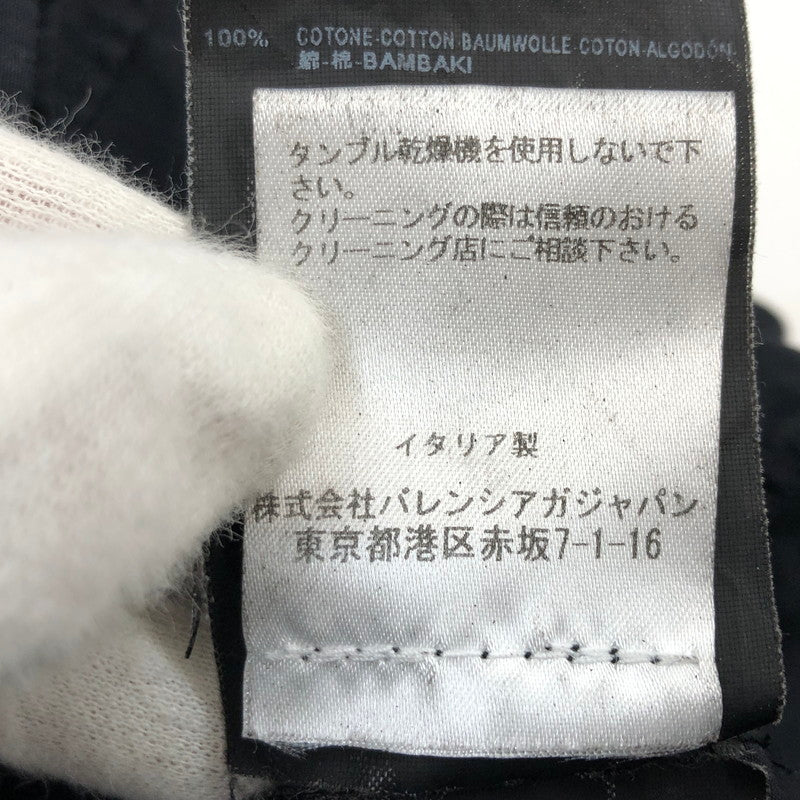 100% COTONE-COTTON-BAUMWOLLE-COTON-ALGODÓN-
綿-棉-BAMBAKI
タンブル乾燥機を使用しないで下
さい。
クリーニングの際は信頼のおける
クリーニング店にご相談下さい。
イタリア製
株式会社バレンシアガジャパン
東京都港区赤坂7-1-16